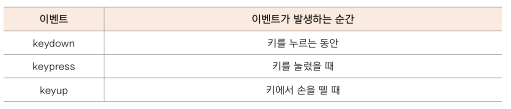 이벤트 이벤트가 발생하는 순간
keydown 키를 누르는 동안
keypress 키를 눌렀을 때
keyup 키에서 손을 뗄 때